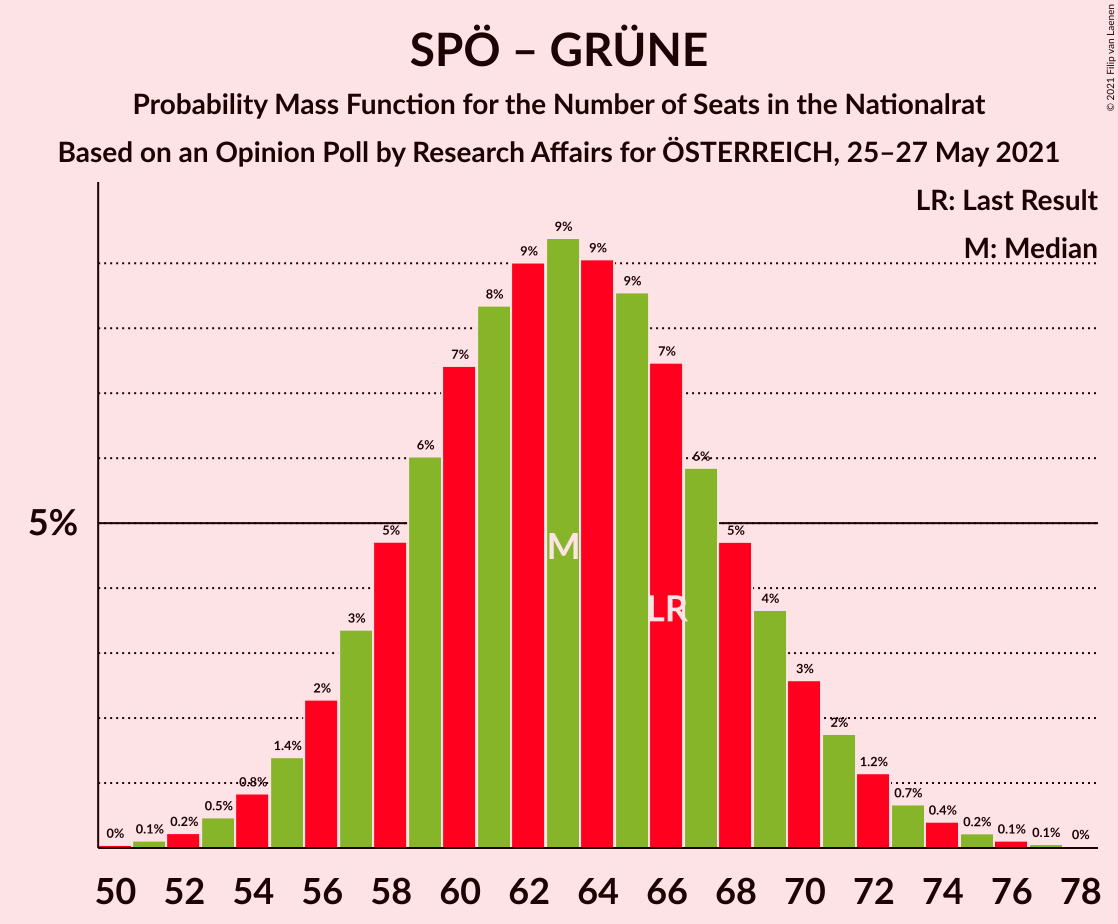 SPÖ – GRÜNE
Probability Mass Function for the Number of Seats in the Nationalrat
Based on an Opinion Poll by Research Affairs for ÖSTERREICH, 25–27 May 2021
© 2021 Filip van Laenen
LR: Last Result
M: Median
5%
0% 0.1% 0.2% 0.5% 0.8% 1.4% 2% 3% 5% 6% 7% 8% 9% 9% 9% 9% 7% 6% 5% 4% 3% 2% 1.2% 0.7% 0.4% 0.2% 0.1% 0.1% 0%
M
LR
50 52 54 56 58 60 62 64 66 68 70 72 74 76 78